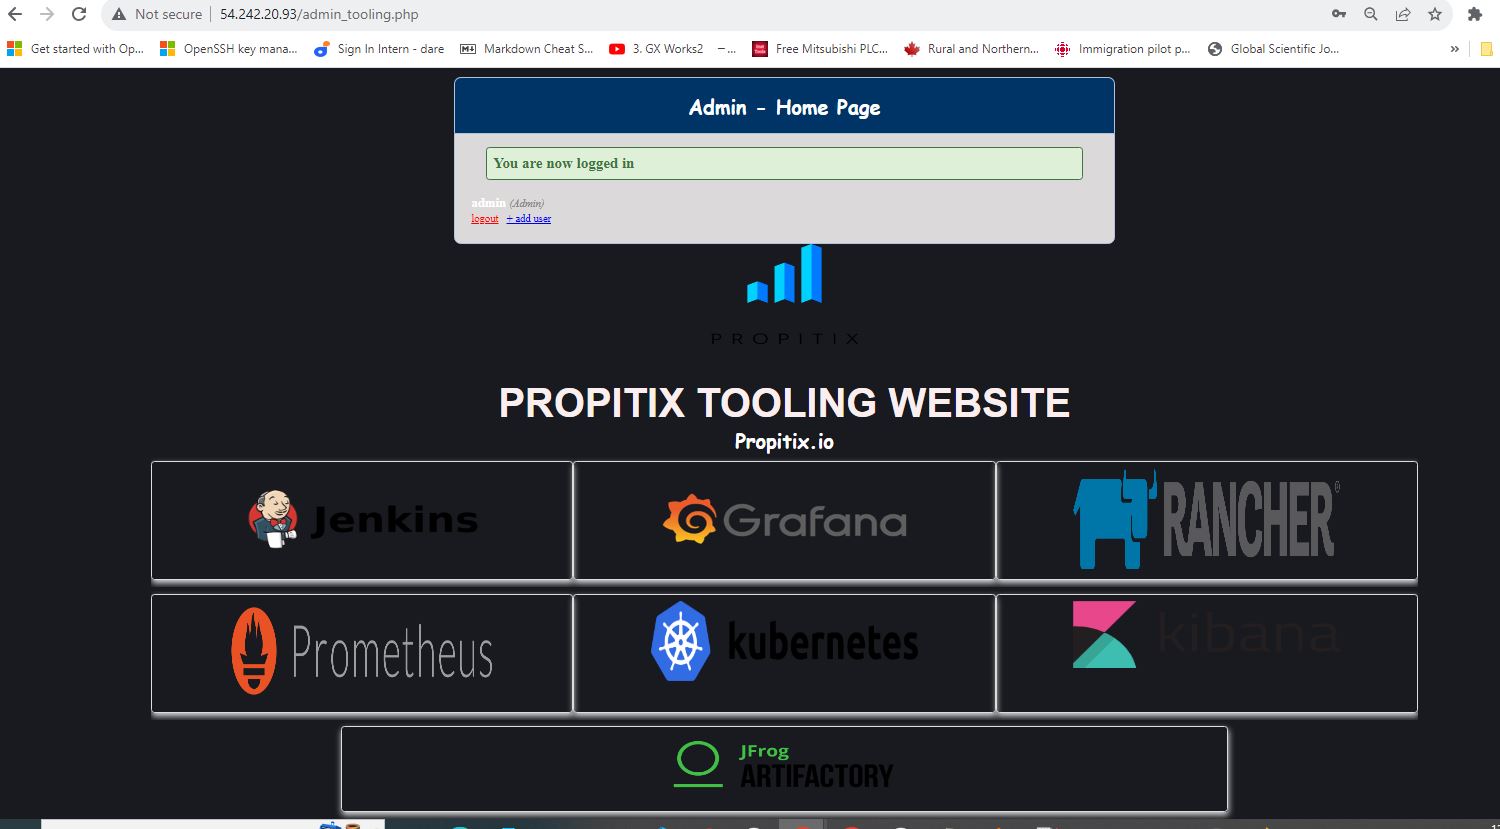 Not secure | 54.242.20.93/admin_tooling.php
Get started with Op... OpenSSH key mana... Sign In Intern - dare Markdown Cheat S... 3. GX Works2 – ... Free Mitsubishi PLC... Rural and Northern... Immigration pilot p... Global Scientific Jo... »
Admin - Home Page
You are now logged in
admin (Admin)
logout + add user
PROPITIX
PROPITIX TOOLING WEBSITE
Propitix.io
Jenkins Grafana RANCHER®
Prometheus kubernetes kibana
JFrog
ARTIFACTORY